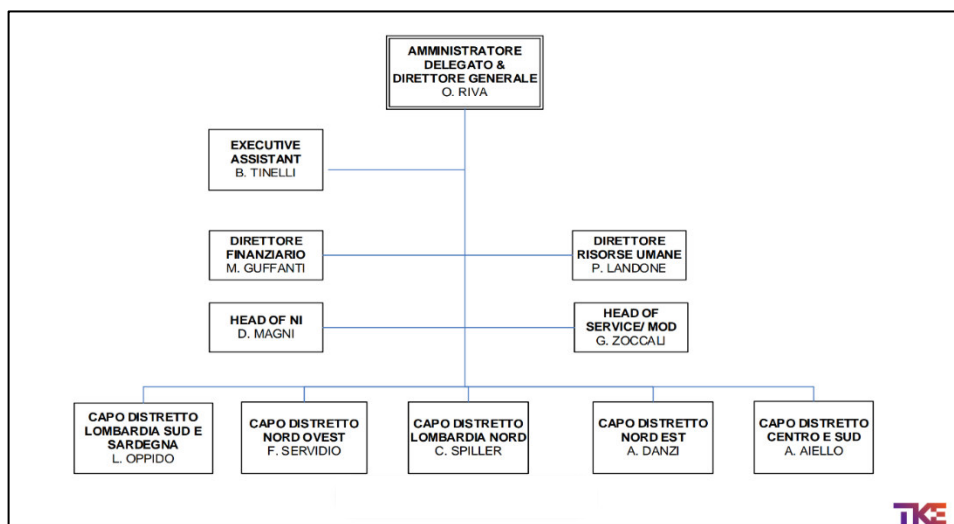 AMMINISTRATORE
DELEGATO &
DIRETTORE GENERALE
O. RIVA
EXECUTIVE
ASSISTANT
B. TINELLI
DIRETTORE
FINANZIARIO
M. GUFFANTI
DIRETTORE
RISORSE UMANE
P. LANDONE
HEAD OF NI
D. MAGNI
HEAD OF
SERVICE/ MOD
G. ZOCCALI
CAPO DISTRETTO
LOMBARDIA SUD E
SARDEGNA
L. OPPIDO
CAPO DISTRETTO
NORD OVEST
F. SERVIDIO
CAPO DISTRETTO
LOMBARDIA NORD
C. SPILLER
CAPO DISTRETTO
NORD EST
A. DANZI
CAPO DISTRETTO
CENTRO E SUD
A. AIELLO
TKE